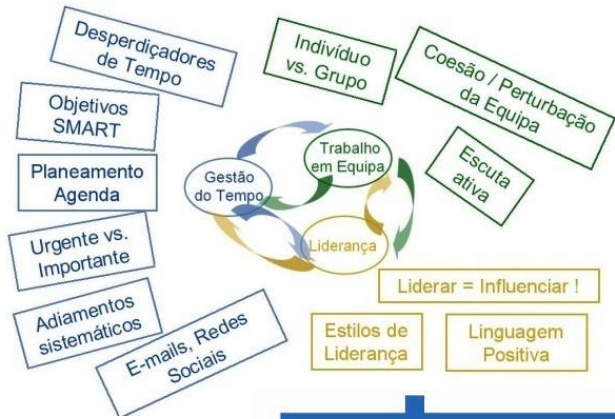 Desperdiçadores
de Tempo
Objetivos
SMART
Planeamento
Agenda
Urgente vs.
Importante
Adiamentos
sistemáticos
E-mails, Redes
Sociais
Gestão
do Tempo
Trabalho
em Equipa
Liderança
Indivíduo
vs. Grupo
Coesão / Perturbação
da Equipa
Escuta
ativa
Liderar = Influenciar !
Estilos de
Liderança
Linguagem
Positiva